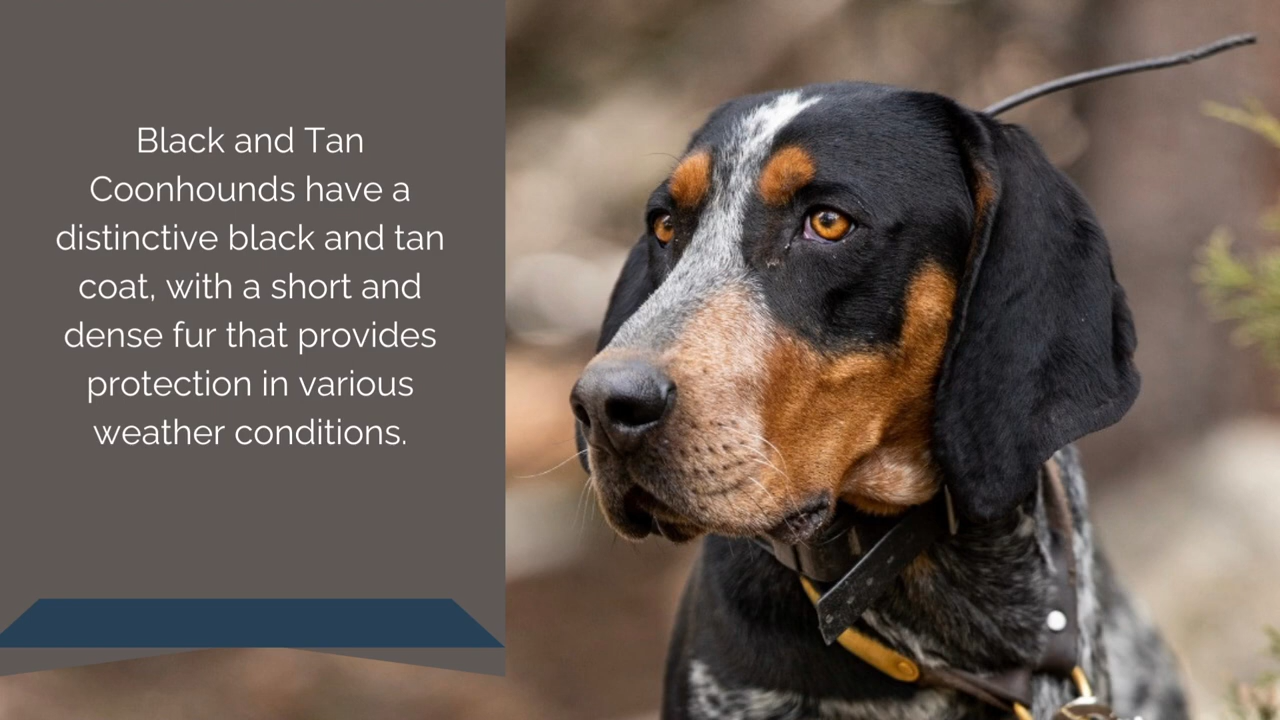 Black and Tan
Coonhounds have a
distinctive black and tan
coat, with a short and
dense fur that provides
protection in various
weather conditions.